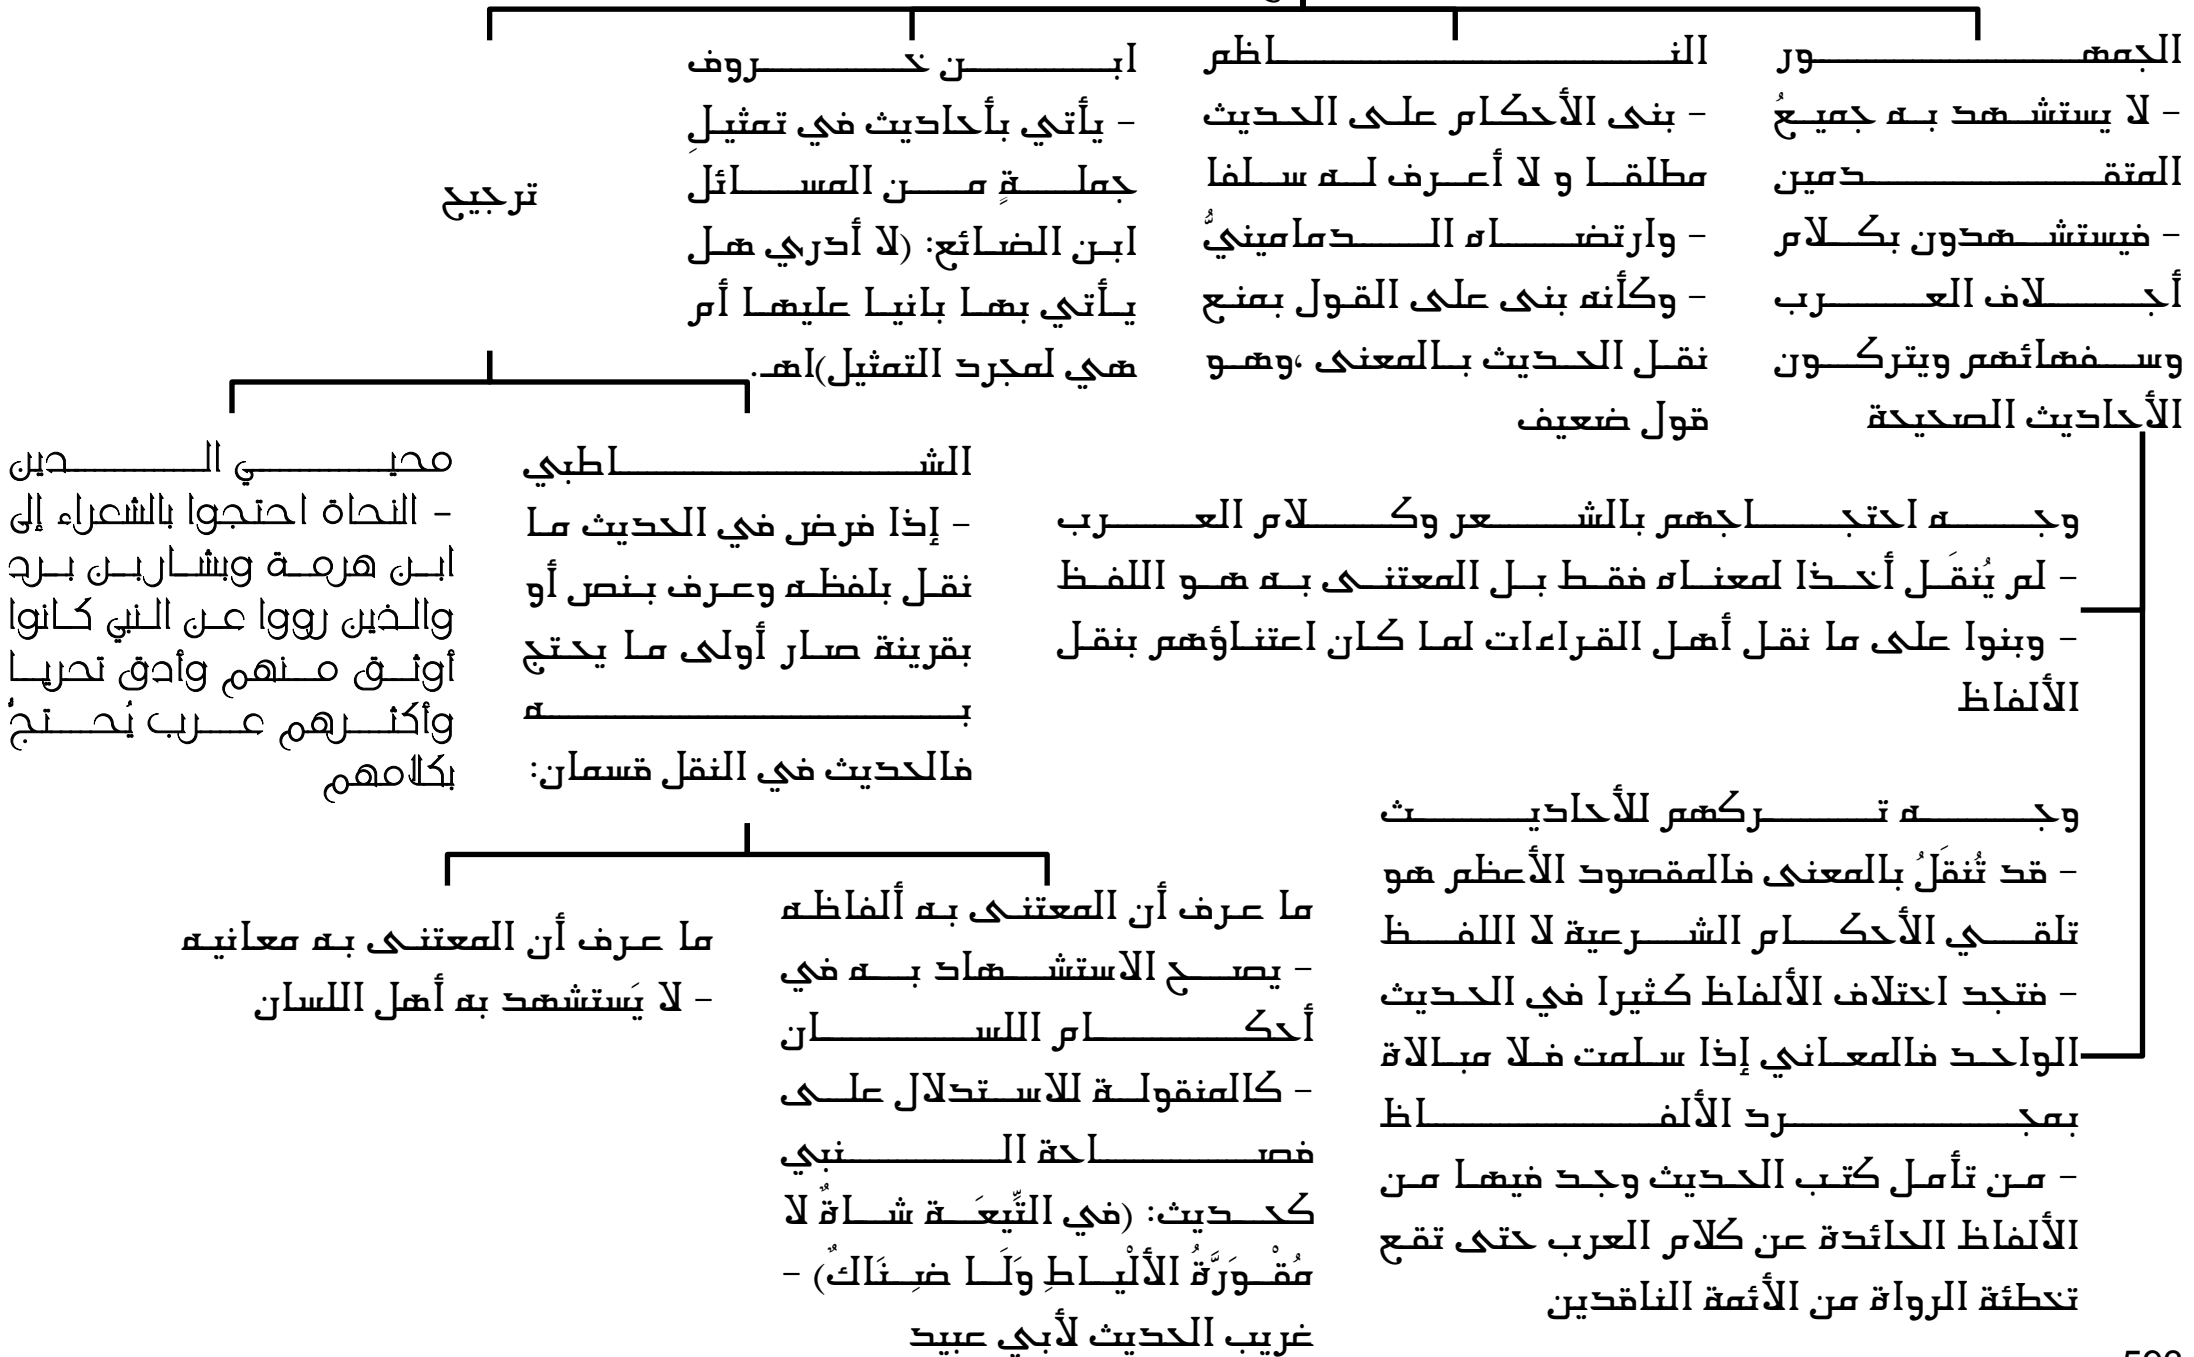 الجمهور
- لا يستشهد به جميعُ
المتقدمين
- فيستشهدون بكلام
أجلاف العرب
وسفهائهم ويتركون
الأحاديث الصحيحة
الناظم
- بنى الأحكام على الحديث
مطلقا و لا أعرف له سلفا
- وارتضاه الدمامينيُّ
- وكأنه بنى على القول بمنع
نقل الحديث بالمعنى ،وهو
قول ضعيف
ابن خروف
- يأتي بأحاديث في تمثيلِ
جملةٍ من المسائل
ابن الضائع: (لا أدري هل
يأتي بها بانيا عليها أم
هي لمجرد التمثيل)اهـ.
ترجيح
وجه احتجاجهم بالشعر وكلام العرب
- لم يُنقَل أخذا لمعناه فقط بل المعتنى به هو اللفظ
- وبنوا على ما نقل أهل القراءات لما كان اعتناؤهم بنقل
الألفاظ
وجه تركهم للأحاديث
- قد تُنقَلُ بالمعنى فالمقصود الأعظم هو
تلقي الأحكام الشرعية لا اللفظ
- فتجد اختلاف الألفاظ كثيرا في الحديث
الواحد فالمعاني إذا سلمت فلا مبالاة
بمجرد الألفاظ
- من تأمل كتب الحديث وجد فيها من
الألفاظ الحائدة عن كلام العرب حتى تقع
تخطئة الرواة من الأئمة الناقدين
الشاطبي
- إذا فرض في الحديث ما
نقل بلفظه وعرف بنص أو
بقرينة صار أولى ما يحتج
به
فالحديث في النقل قسمان:
محيي الدين
- النحاة احتجوا بالشعراء إلى
ابن هرمة وبشاربن برد
والذين رووا عن النبي كانوا
أوثق منهم وأدق تحريا
وأكثرهم عرب يُحتجُّ
بكلامهم
ما عرف أن المعتنى به ألفاظه
- يصح الاستشهاد به في
أحكام اللسان
- كالمنقولة للاستدلال على
فصاحة النبي
كحديث: (في التِّيعَة شاةٌ لا
مُقْوَرَّةُ الألْياطِ وَلَا ضِنَاكٌ) -
غريب الحديث لأبي عبيد
ما عرف أن المعتنى به معانيه
- لا يَستشهد به أهل اللسان